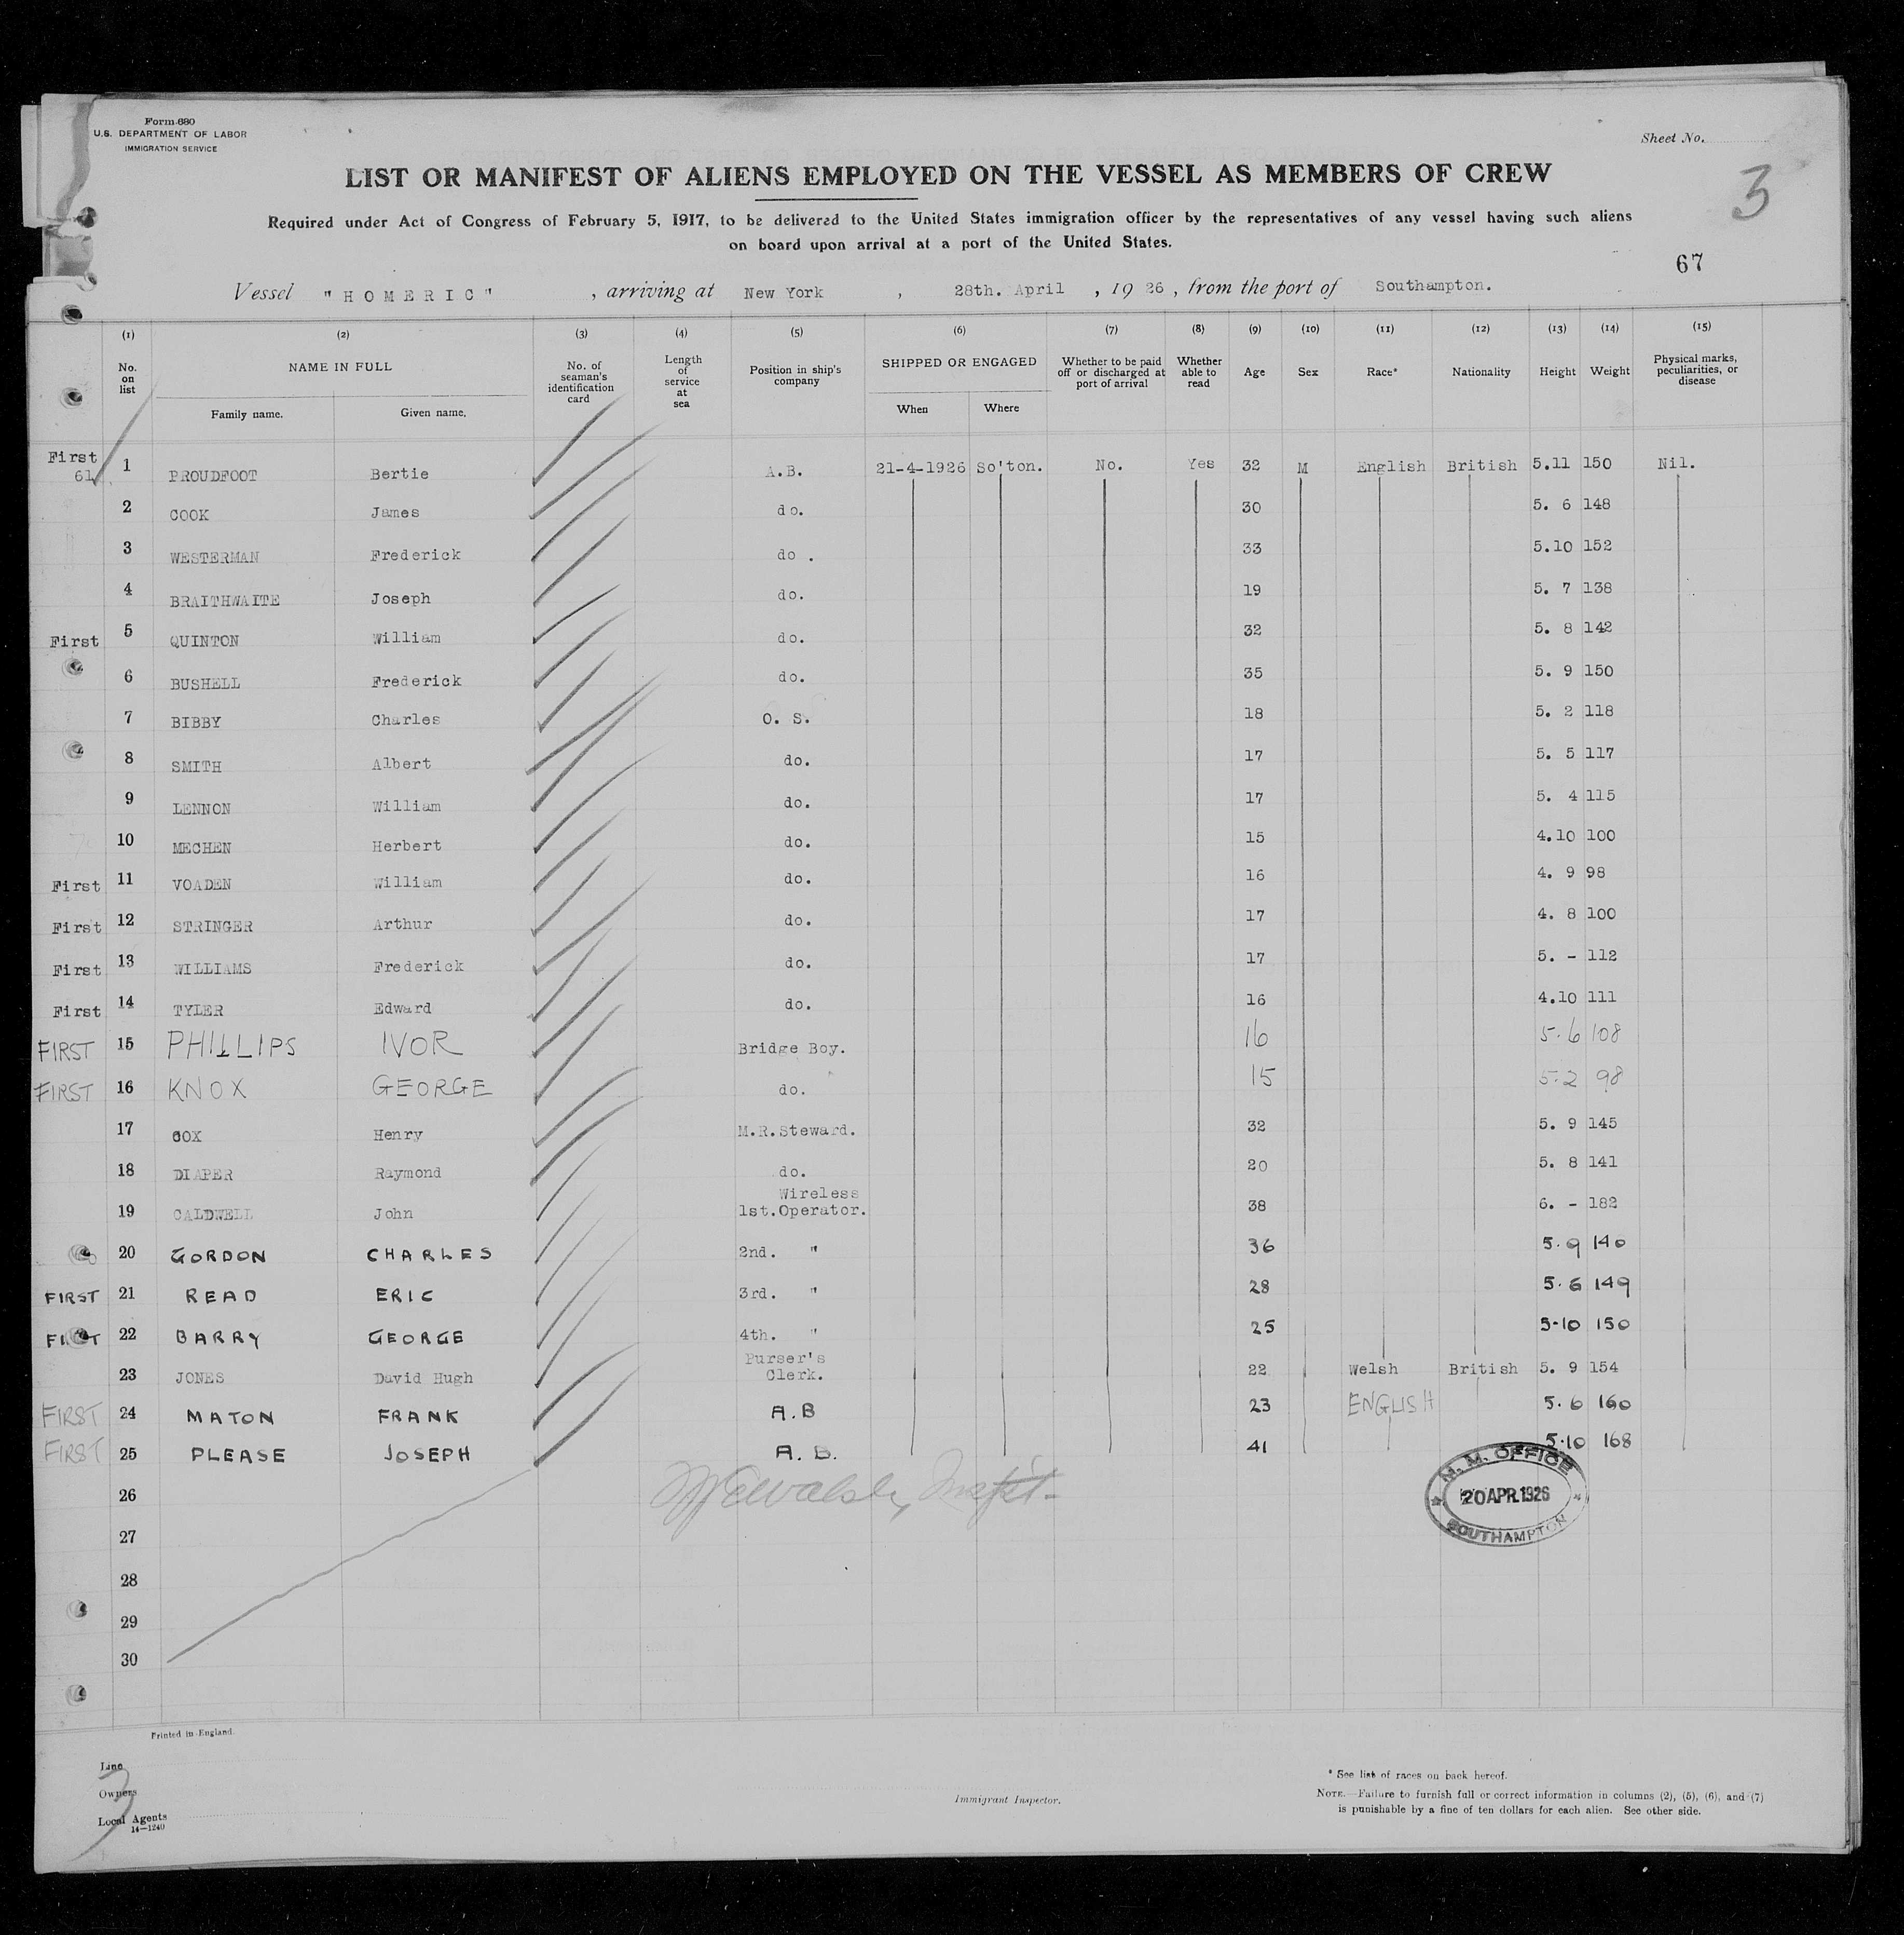 Form 680
U.S. DEPARTMENT OF LABOR
IMMIGRATION SERVICE
Sheet No.
3
LIST OR MANIFEST OF ALIENS EMPLOYED ON THE VESSEL AS MEMBERS OF CREW
Required under Act of Congress of February 5, 1917, to be delivered to the United States immigration officer by the representatives of any vessel having such aliens
on board upon arrival at a port of the United States.
67
Vessel "HOMERIC", arriving at New York, 28th. April, 1926, from the port of Southampton.
(1) (2) (3) (4) (5) (6) (7) (8) (9) (10) (11) (12) (13) (14) (15)
No. on list NAME IN FULL Family name. Given name. No. of seaman's identification card Length of service at sea Position in ship's company SHIPPED OR ENGAGED When Where Whether to be paid off or discharged at port of arrival Whether able to read Age Sex Race* Nationality Height Weight Physical marks, peculiarities, or disease
First 61 1 PROUDFOOT Bertie A.B. 21-4-1926 So'ton. No. Yes 32 M English British 5.11 150 Nil.
2 COOK James do. 30 5. 6 148
3 WESTERMAN Frederick do . 33 5.10 152
4 BRAITHWAITE Joseph do. 19 5. 7 138
First 5 QUINTON William do. 32 5. 8 142
6 BUSHELL Frederick do. 35 5. 9 150
7 BIBBY Charles O. S. 18 5. 2 118
8 SMITH Albert do. 17 5. 5 117
9 LENNON William do. 17 5. 4 115
10 MECHEN Herbert do. 15 4.10 100
First 11 VOADEN William do. 16 4. 9 98
First 12 STRINGER Arthur do. 17 4. 8 100
First 13 WILLIAMS Frederick do. 17 5. - 112
First 14 TYLER Edward do. 16 4.10 111
FIRST 15 PHILLIPS IVOR Bridge Boy. 16 5.6 108
FIRST 16 KNOX GEORGE do. 15 5.2 98
17 COX Henry M.R.Steward. 32 5. 9 145
18 DIAPER Raymond do. 20 5. 8 141
19 CALDWELL John 1st. Wireless Operator. 38 6. - 182
20 GORDON CHARLES 2nd. " 36 5.9 140
FIRST 21 READ ERIC 3rd. " 28 5.6 149
FIRST 22 BARRY GEORGE 4th. " 25 5.10 150
23 JONES David Hugh Purser's Clerk. 22 Welsh British 5. 9 154
FIRST 24 MATON FRANK A.B 23 ENGLISH 5.6 160
FIRST 25 PLEASE JOSEPH A.B. 41 5.10 168
26
27
28
29
30
M. M. OFFICE
20 APR 1926
SOUTHAMPTON
Printed in England.
Line
Owners
Local Agents
14—1240
3
Immigrant Inspector.
* See list of races on back hereof.
NOTE.—Failure to furnish full or correct information in columns (2), (5), (6), and (7)
is punishable by a fine of ten dollars for each alien. See other side.